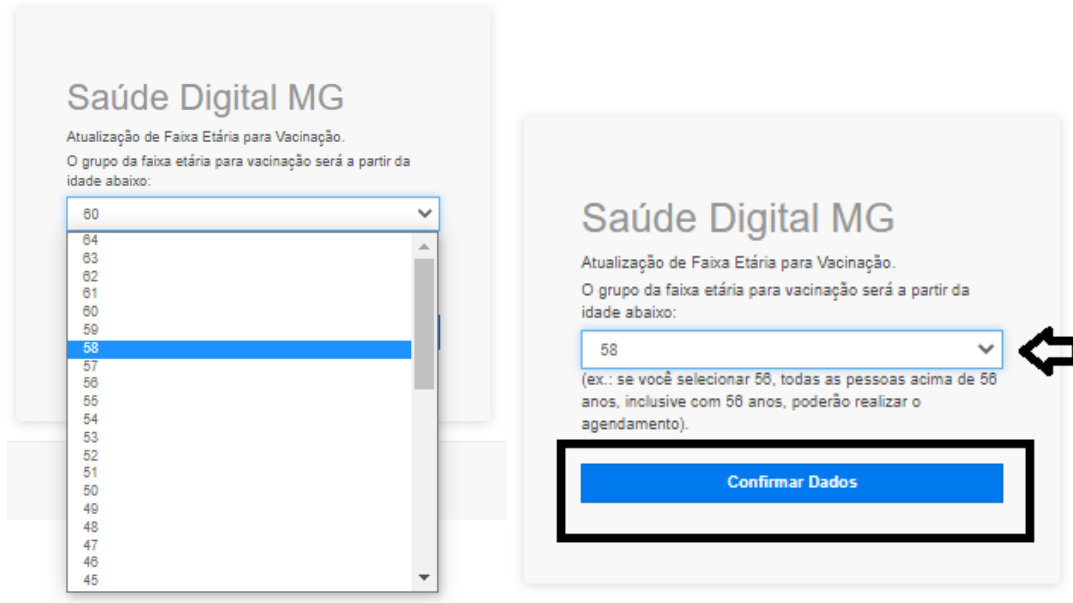 Saúde Digital MG
Atualização de Faixa Etária para Vacinação.
O grupo da faixa etária para vacinação será a partir da
idade abaixo:
60
64
63
62
61
60
59
58
57
56
55
54
53
52
51
50
49
48
47
46
45
Saúde Digital MG
Atualização de Faixa Etária para Vacinação.
O grupo da faixa etária para vacinação será a partir da
idade abaixo:
58
(ex.: se você selecionar 56, todas as pessoas acima de 56
anos, inclusive com 56 anos, poderão realizar o
agendamento).
Confirmar Dados